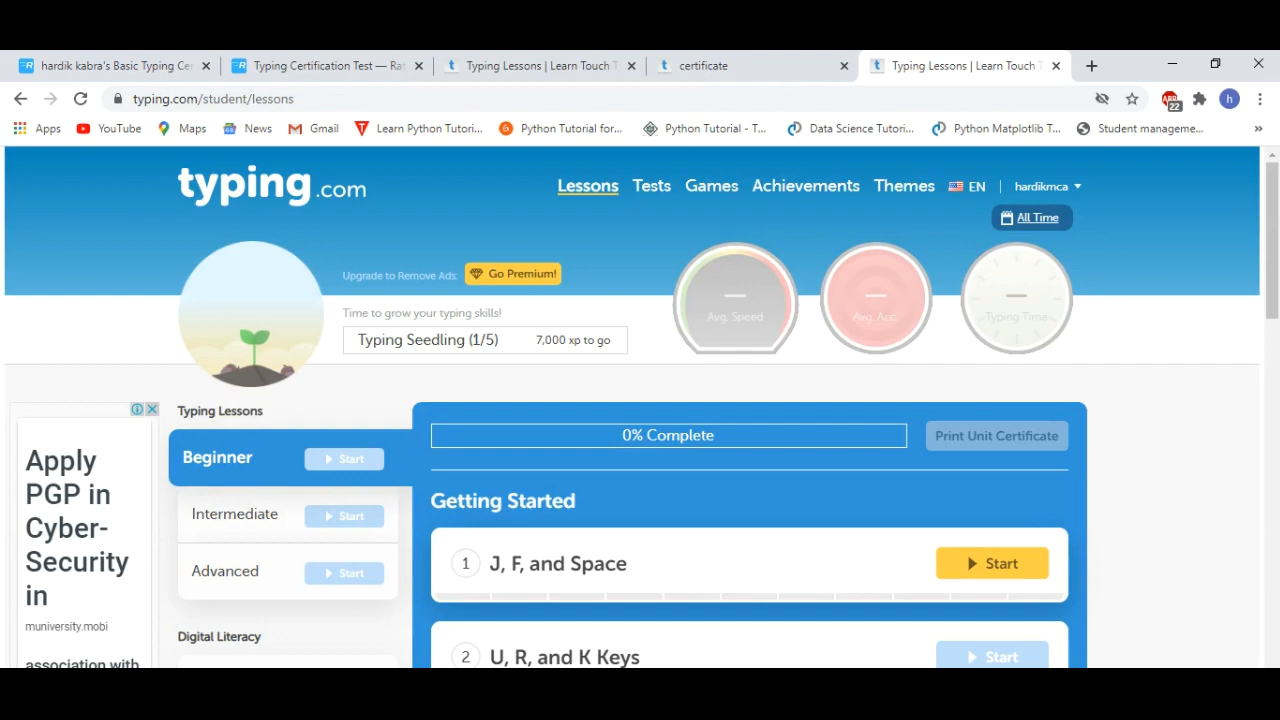 hardik kabra's Basic Typing Ce
Typing Certification Test — Rat
Typing Lessons | Learn Touch T
certificate
Typing Lessons | Learn Touch T
typing.com/student/lessons
22
h
Apps
YouTube
Maps
News
Gmail
Learn Python Tutori...
Python Tutorial for...
Python Tutorial - T...
Data Science Tutori...
Python Matplotlib T...
Student manageme...
»
typing.com
Lessons
Tests
Games
Achievements
Themes
EN
hardikmca
All Time
Upgrade to Remove Ads:
Go Premium!
Time to grow your typing skills!
Typing Seedling (1/5)
7,000 xp to go
Avg. Speed
Avg. Acc.
Typing Time
Apply
PGP in
Cyber-
Security
in
muniversity.mobi
association with
Typing Lessons
Beginner
Start
Intermediate
Start
Advanced
Start
Digital Literacy
0% Complete
Print Unit Certificate
Getting Started
1
J, F, and Space
Start
2
U, R, and K Keys
Start